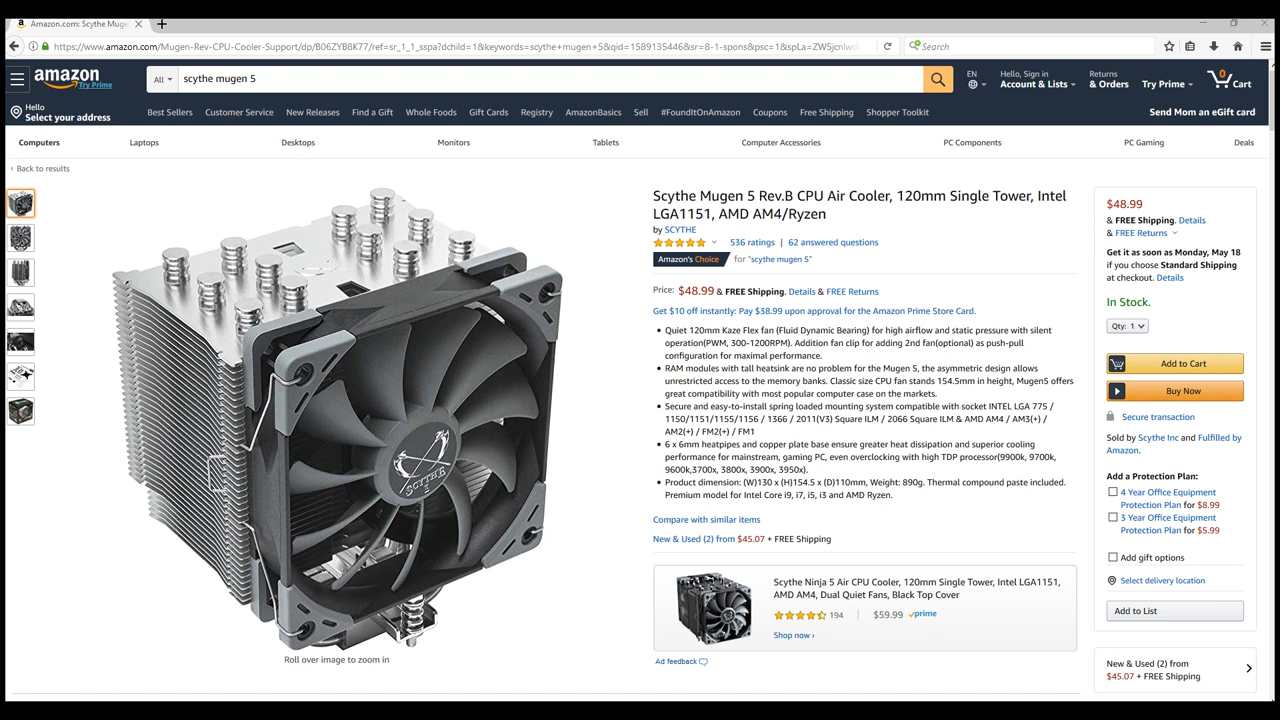 Amazon.com: Scythe Muge
https://www.amazon.com/Mugen-Rev-CPU-Cooler-Support/dp/B06ZYB8K77/ref=sr_1_1_sspa?dchild=1&keywords=scythe+mugen+5&qid=1589135446&sr=8-1-spons&psc=1&spLa=ZW5jcnlwd
Search
amazon
Try Prime
All
scythe mugen 5
EN
Hello, Sign in
Account & Lists
Returns
& Orders
Try Prime
0
Cart
Hello
Select your address
Best Sellers
Customer Service
New Releases
Find a Gift
Whole Foods
Gift Cards
Registry
AmazonBasics
Sell
#FoundItOnAmazon
Coupons
Free Shipping
Shopper Toolkit
Send Mom an eGift card
Computers
Laptops
Desktops
Monitors
Tablets
Computer Accessories
PC Components
PC Gaming
Deals
‹ Back to results
SCYTHE
Roll over image to zoom in
Scythe Mugen 5 Rev.B CPU Air Cooler, 120mm Single Tower, Intel
LGA1151, AMD AM4/Ryzen
by SCYTHE
536 ratings | 62 answered questions
Amazon's Choice for "scythe mugen 5"
Price: $48.99 & FREE Shipping. Details & FREE Returns
Get $10 off instantly: Pay $38.99 upon approval for the Amazon Prime Store Card.
• Quiet 120mm Kaze Flex fan (Fluid Dynamic Bearing) for high airflow and static pressure with silent
operation(PWM, 300-1200RPM). Addition fan clip for adding 2nd fan(optional) as push-pull
configuration for maximal performance.
• RAM modules with tall heatsink are no problem for the Mugen 5, the asymmetric design allows
unrestricted access to the memory banks. Classic size CPU fan stands 154.5mm in height, Mugen5 offers
great compatibility with most popular computer case on the markets.
• Secure and easy-to-install spring loaded mounting system compatible with socket INTEL LGA 775 /
1150/1151/1155/1156 / 1366 / 2011(V3) Square ILM / 2066 Square ILM & AMD AM4 / AM3(+) /
AM2(+) / FM2(+) / FM1
• 6 x 6mm heatpipes and copper plate base ensure greater heat dissipation and superior cooling
performance for mainstream, gaming PC, even overclocking with high TDP processor(9900k, 9700k,
9600k,3700x, 3800x, 3900x, 3950x).
• Product dimension: (W)130 x (H)154.5 x (D)110mm, Weight: 890g. Thermal compound paste included.
Premium model for Intel Core i9, i7, i5, i3 and AMD Ryzen.
Compare with similar items
New & Used (2) from $45.07 + FREE Shipping
Scythe Ninja 5 Air CPU Cooler, 120mm Single Tower, Intel LGA1151,
AMD AM4, Dual Quiet Fans, Black Top Cover
194 | $59.99 prime
Shop now ›
Ad feedback
$48.99
& FREE Shipping. Details
& FREE Returns
Get it as soon as Monday, May 18
if you choose Standard Shipping
at checkout. Details
In Stock.
Qty: 1
Add to Cart
Buy Now
Secure transaction
Sold by Scythe Inc and Fulfilled by
Amazon.
Add a Protection Plan:
4 Year Office Equipment
Protection Plan for $8.99
3 Year Office Equipment
Protection Plan for $5.99
Add gift options
Select delivery location
Add to List
New & Used (2) from
$45.07 + FREE Shipping